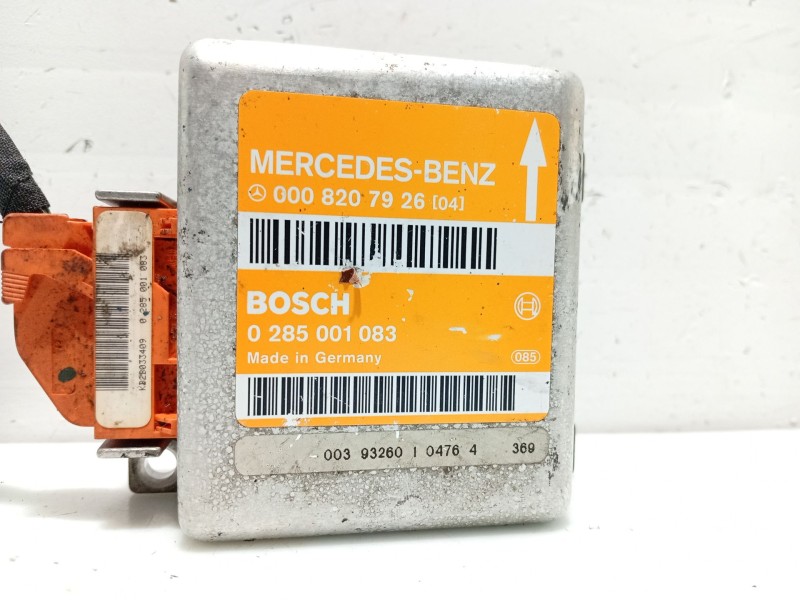 MERCEDES-BENZ
000 820 79 26 [04]
BOSCH
0 285 001 083
Made in Germany
085
003 93260 1 0476 4 369
0 285 001 083